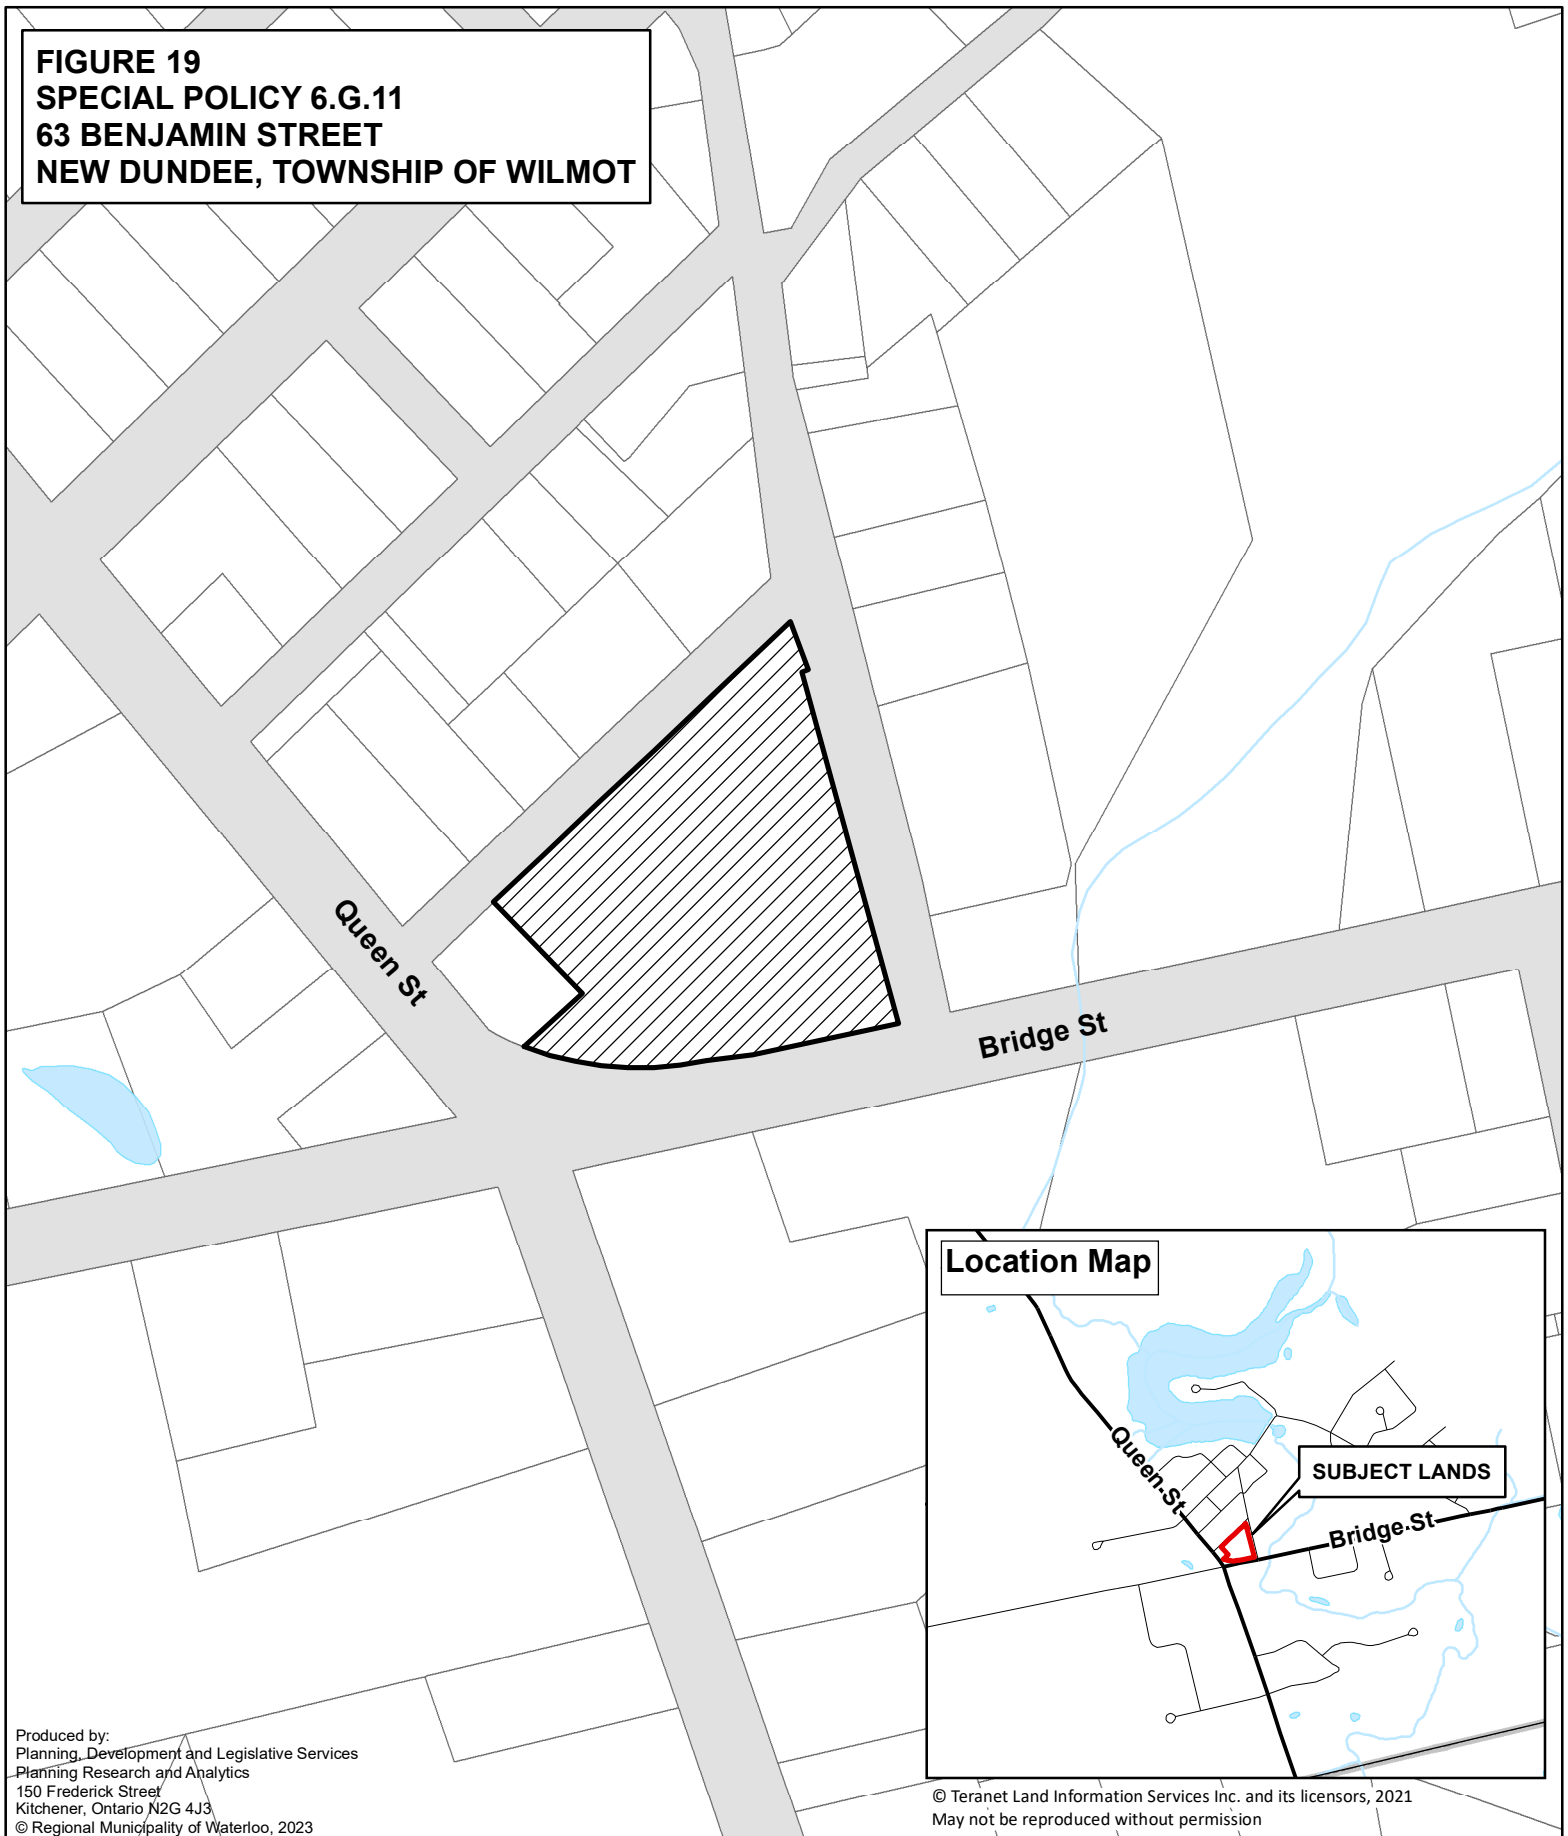 FIGURE 19
SPECIAL POLICY 6.G.11
63 BENJAMIN STREET
NEW DUNDEE, TOWNSHIP OF WILMOT
Queen St
Bridge St
Location Map
Queen St
SUBJECT LANDS
Bridge St
Produced by:
Planning, Development and Legislative Services
Planning Research and Analytics
150 Frederick Street
Kitchener, Ontario N2G 4J3
© Regional Municipality of Waterloo, 2023
© Teranet Land Information Services Inc. and its licensors, 2021
May not be reproduced without permission